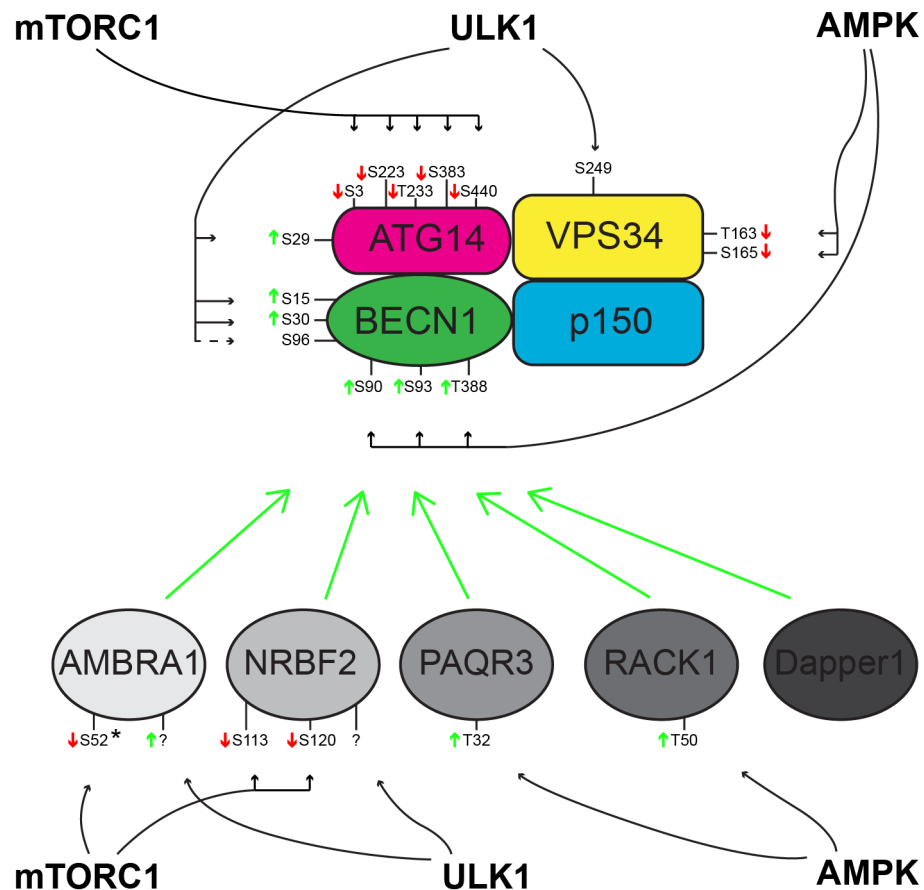 mTORC1 ULK1 AMPK
S223 S383
S3 T233 S440
S249
S29 ATG14 VPS34 T163
S165
S15
S30 BECN1 p150
S96
S90 S93 T388
AMBRA1 NRBF2 PAQR3 RACK1 Dapper1
S52* ? S113 S120 ? T32 T50
mTORC1 ULK1 AMPK